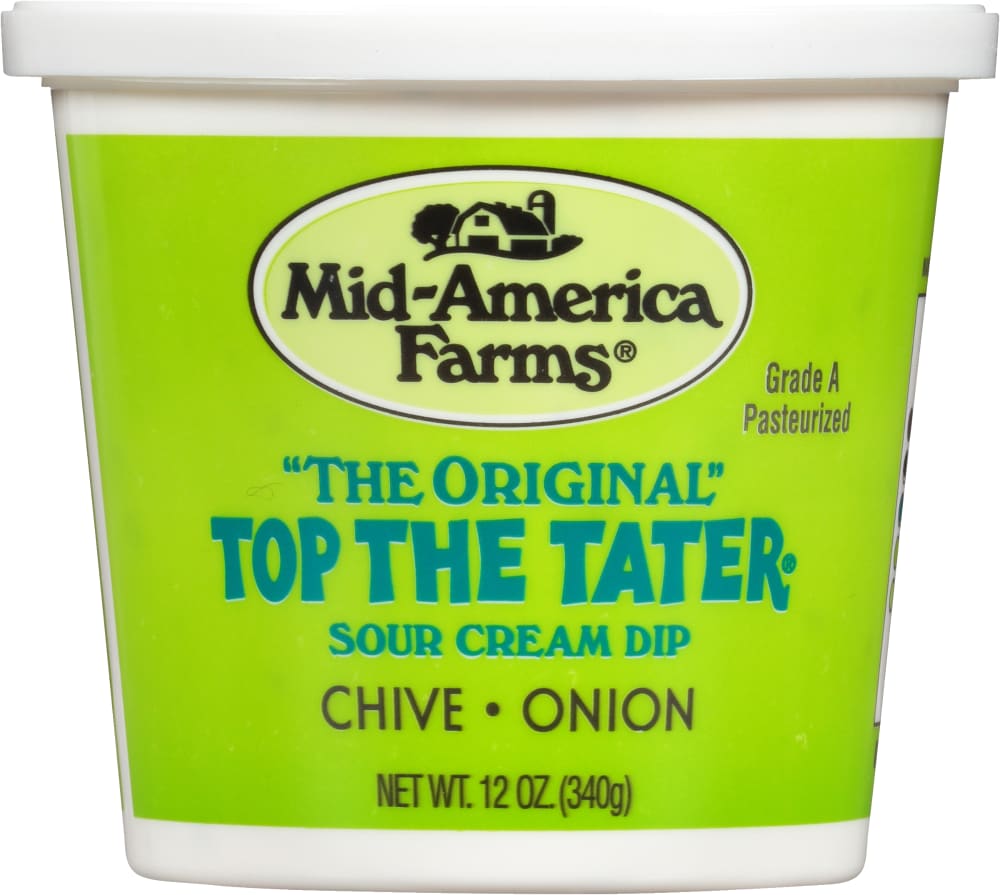 Mid-America
Farms®
Grade A
Pasteurized
“THE ORIGINAL”
TOP THE TATER®
SOUR CREAM DIP
CHIVE • ONION
NET WT. 12 OZ. (340g)